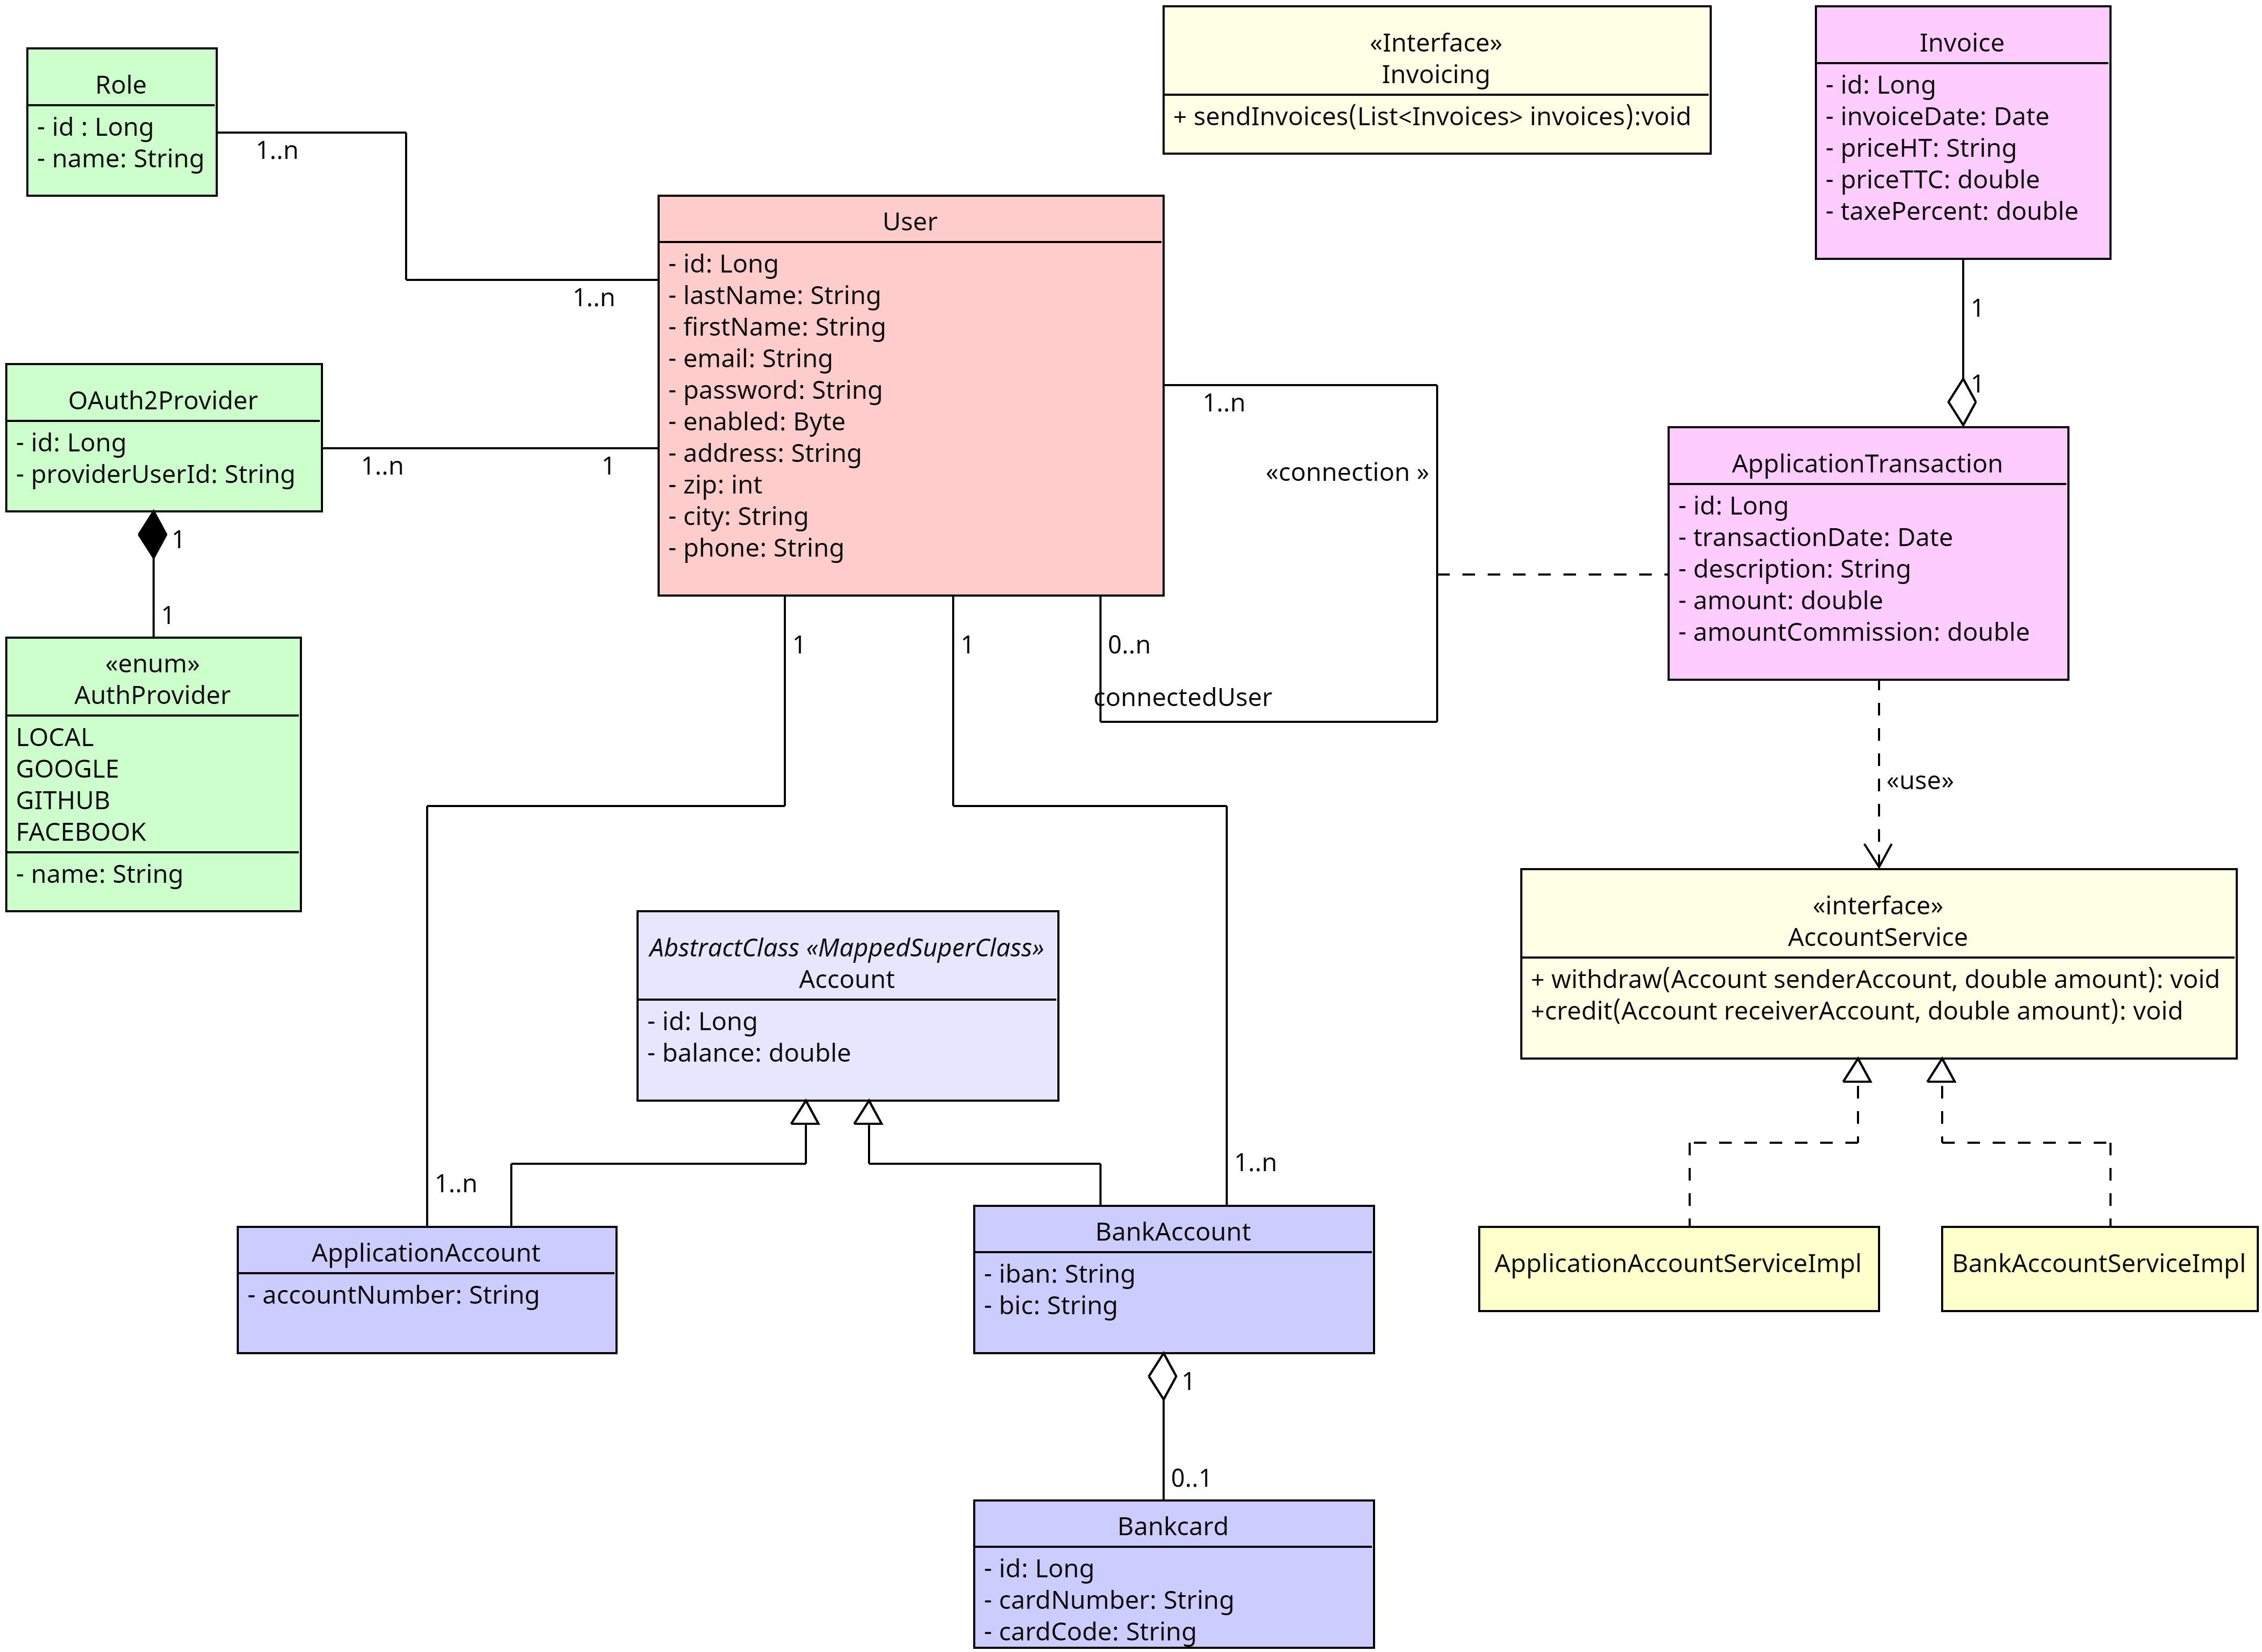 «Interface»
Invoicing
+ sendInvoices(List<Invoices> invoices):void
Invoice
- id: Long
- invoiceDate: Date
- priceHT: String
- priceTTC: double
- taxePercent: double
1
1
Role
- id : Long
- name: String
1..n
1..n
User
- id: Long
- lastName: String
- firstName: String
- email: String
- password: String
- enabled: Byte
- address: String
- zip: int
- city: String
- phone: String
OAuth2Provider
- id: Long
- providerUserId: String
1..n
1
1
1
«enum»
AuthProvider
LOCAL
GOOGLE
GITHUB
FACEBOOK
- name: String
1..n
«connection »
0..n
connectedUser
1
1
ApplicationTransaction
- id: Long
- transactionDate: Date
- description: String
- amount: double
- amountCommission: double
«use»
«interface»
AccountService
+ withdraw(Account senderAccount, double amount): void
+credit(Account receiverAccount, double amount): void
AbstractClass «MappedSuperClass»
Account
- id: Long
- balance: double
1..n
1..n
ApplicationAccount
- accountNumber: String
BankAccount
- iban: String
- bic: String
ApplicationAccountServiceImpl
BankAccountServiceImpl
1
0..1
Bankcard
- id: Long
- cardNumber: String
- cardCode: String